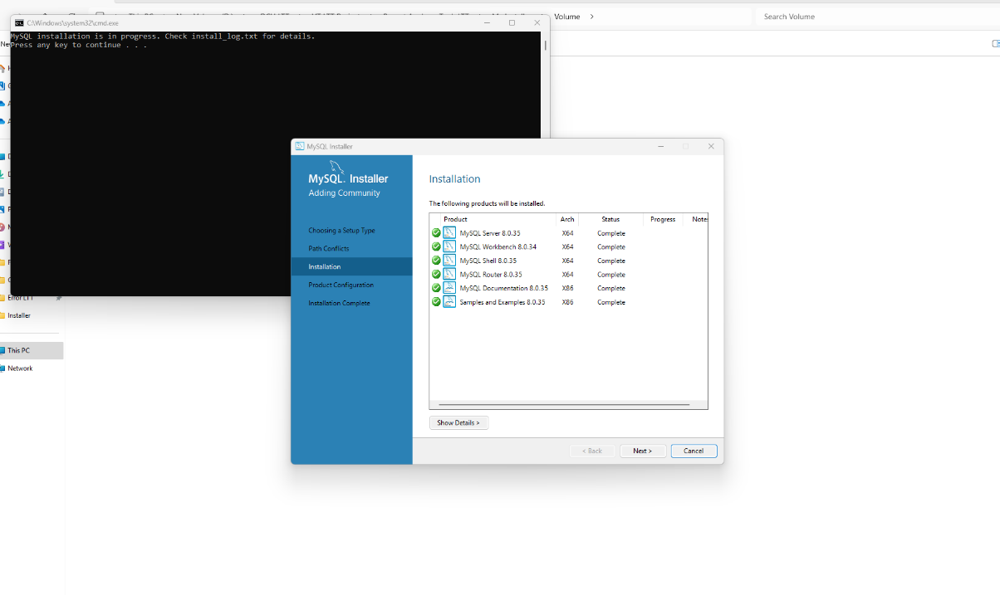 Volume >
Search Volume
C:\Windows\system32\cmd.exe
MySQL installation is in progress. Check install_log.txt for details.
Press any key to continue . . .
Error LTT
Installer
This PC
Network
MySQL Installer
MySQL. Installer
Adding Community
Choosing a Setup Type
Path Conflicts
Installation
Product Configuration
Installation Complete
Installation
The following products will be installed.
Product Arch Status Progress Notes
MySQL Server 8.0.35 X64 Complete
MySQL Workbench 8.0.34 X64 Complete
MySQL Shell 8.0.35 X64 Complete
MySQL Router 8.0.35 X64 Complete
MySQL Documentation 8.0.35 X86 Complete
Samples and Examples 8.0.35 X86 Complete
Show Details >
< Back
Next >
Cancel